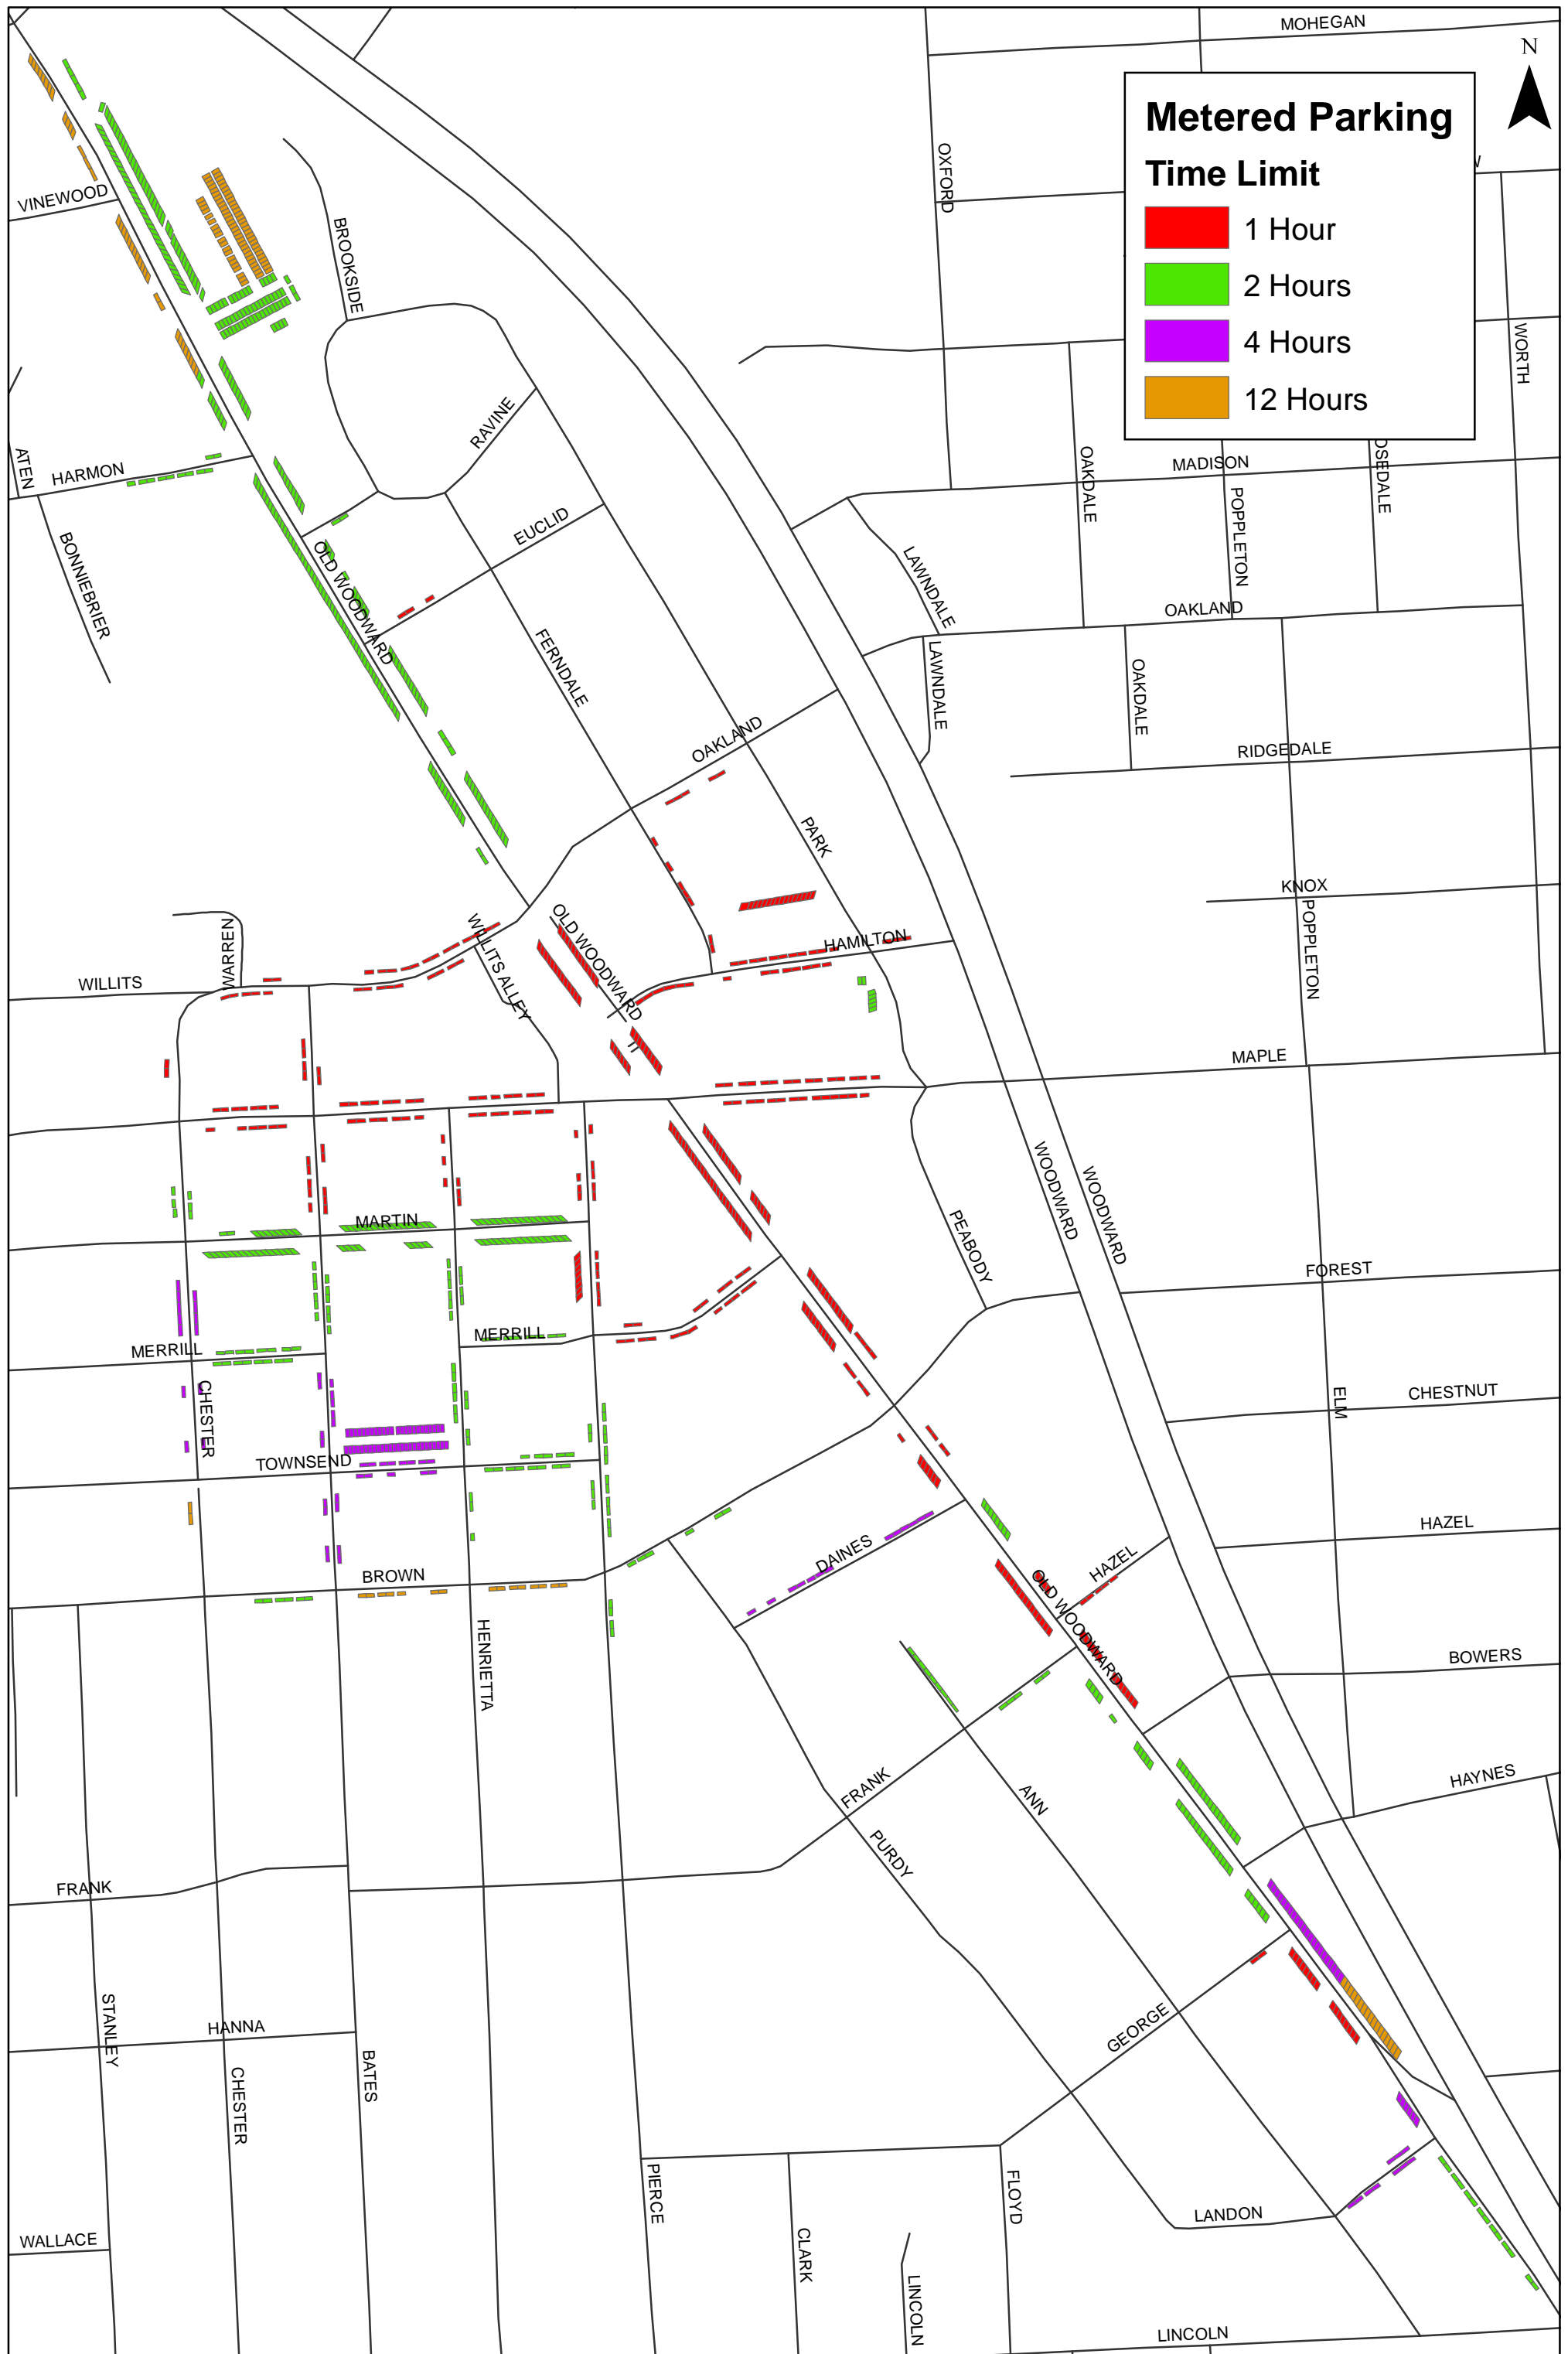 MOHEGAN
N
Metered Parking
Time Limit
1 Hour
2 Hours
4 Hours
12 Hours
OXFORD
VINEWOOD
BROOKSIDE
WORTH
RAVINE
ATEN
HARMON
OAKDALE
MADISON
OSEDALE
POPPLETON
EUCLID
BONNIEBRIER
OLD WOODWARD
LAWNDALE
OAKLAND
FERNDALE
LAWNDALE
OAKDALE
OAKLAND
RIDGEDALE
PARK
KNOX
POPPLETON
WARREN
WILLITS ALLEY
OLD WOODWARD
HAMILTON
WILLITS
MAPLE
WOODWARD
WOODWARD
MARTIN
PEABODY
FOREST
MERRILL
MERRILL
CHESTER
ELM
CHESTNUT
TOWNSEND
HAZEL
DAINES
HAZEL
BROWN
OLD WOODWARD
HENRIETTA
BOWERS
FRANK
ANN
HAYNES
PURDY
FRANK
STANLEY
HANNA
GEORGE
CHESTER
BATES
PIERCE
FLOYD
LANDON
WALLACE
CLARK
LINCOLN
LINCOLN